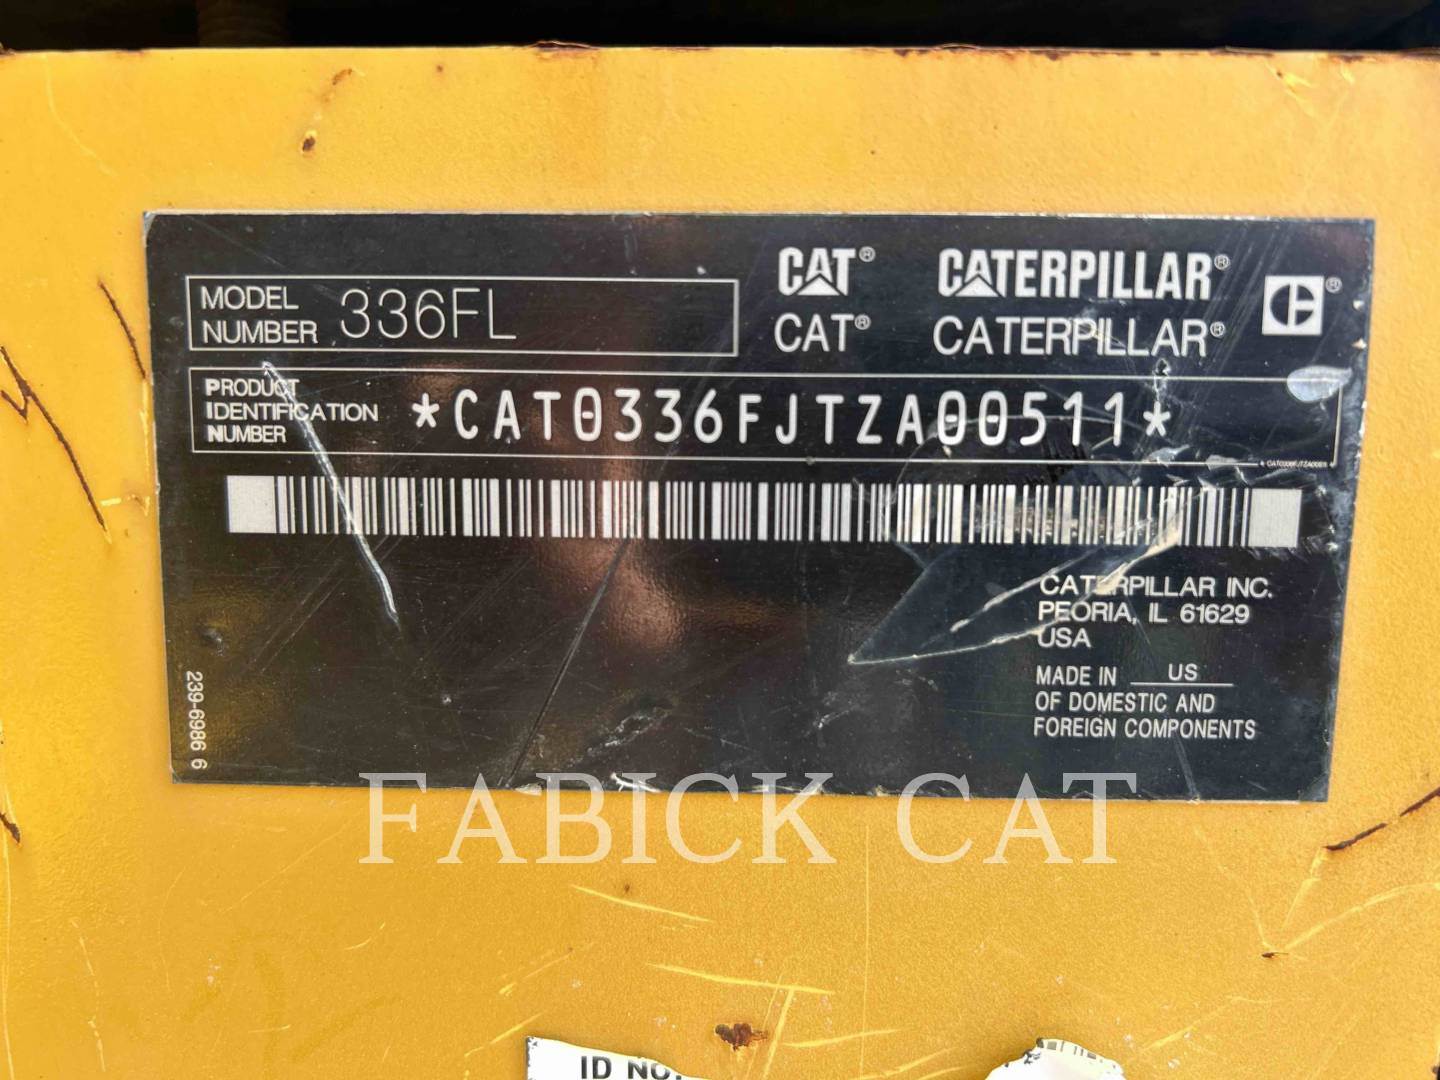 CAT® CATERPILLAR®
MODEL NUMBER 336FL
CAT® CATERPILLAR®
PRODUCT IDENTIFICATION NUMBER *CAT0336FJTZA00511*
CATERPILLAR INC.
PEORIA, IL 61629
USA
MADE IN US
OF DOMESTIC AND
FOREIGN COMPONENTS
239-6986 6
FABICK CAT
ID NO.